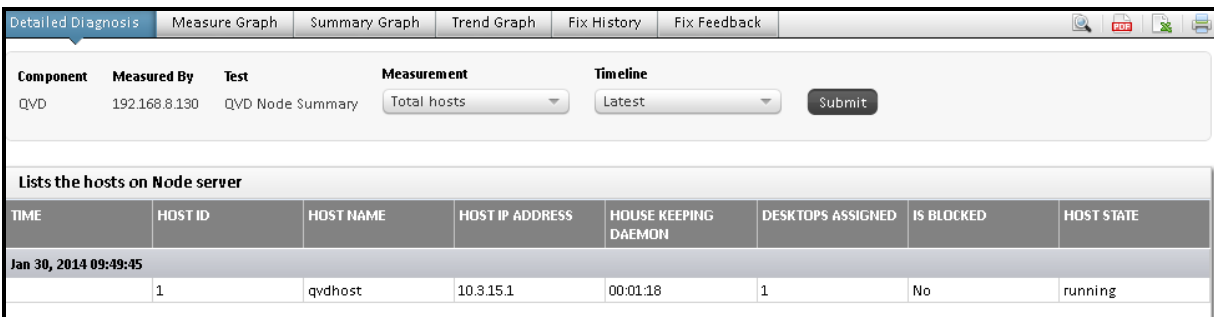 Detailed Diagnosis Measure Graph Summary Graph Trend Graph Fix History Fix Feedback PDF
Component Measured By Test Measurement Timeline
QVD 192.168.8.130 QVD Node Summary Total hosts Latest Submit
Lists the hosts on Node server
TIME HOST ID HOST NAME HOST IP ADDRESS HOUSE KEEPING DAEMON DESKTOPS ASSIGNED IS BLOCKED HOST STATE
Jan 30, 2014 09:49:45
1 qvdhost 10.3.15.1 00:01:18 1 No running